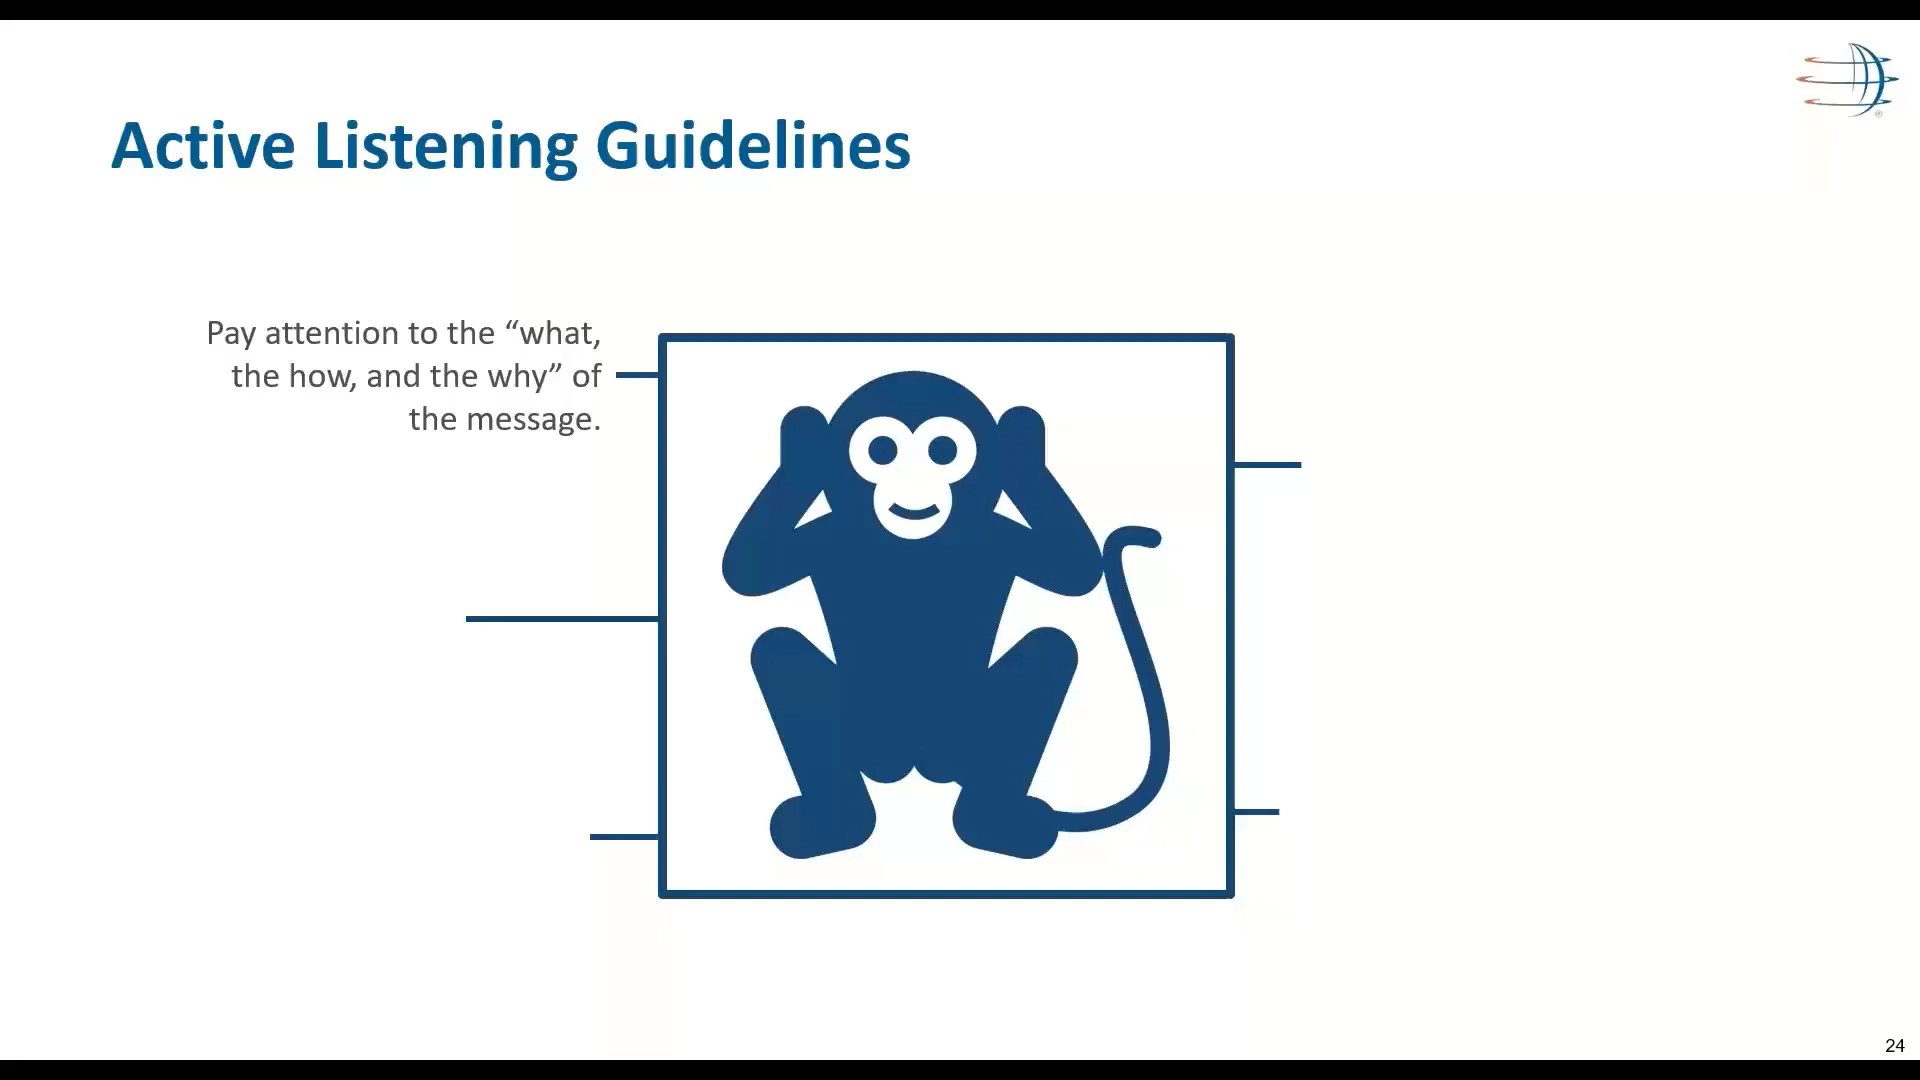 Active Listening Guidelines
Pay attention to the “what,
the how, and the why” of
the message.
24